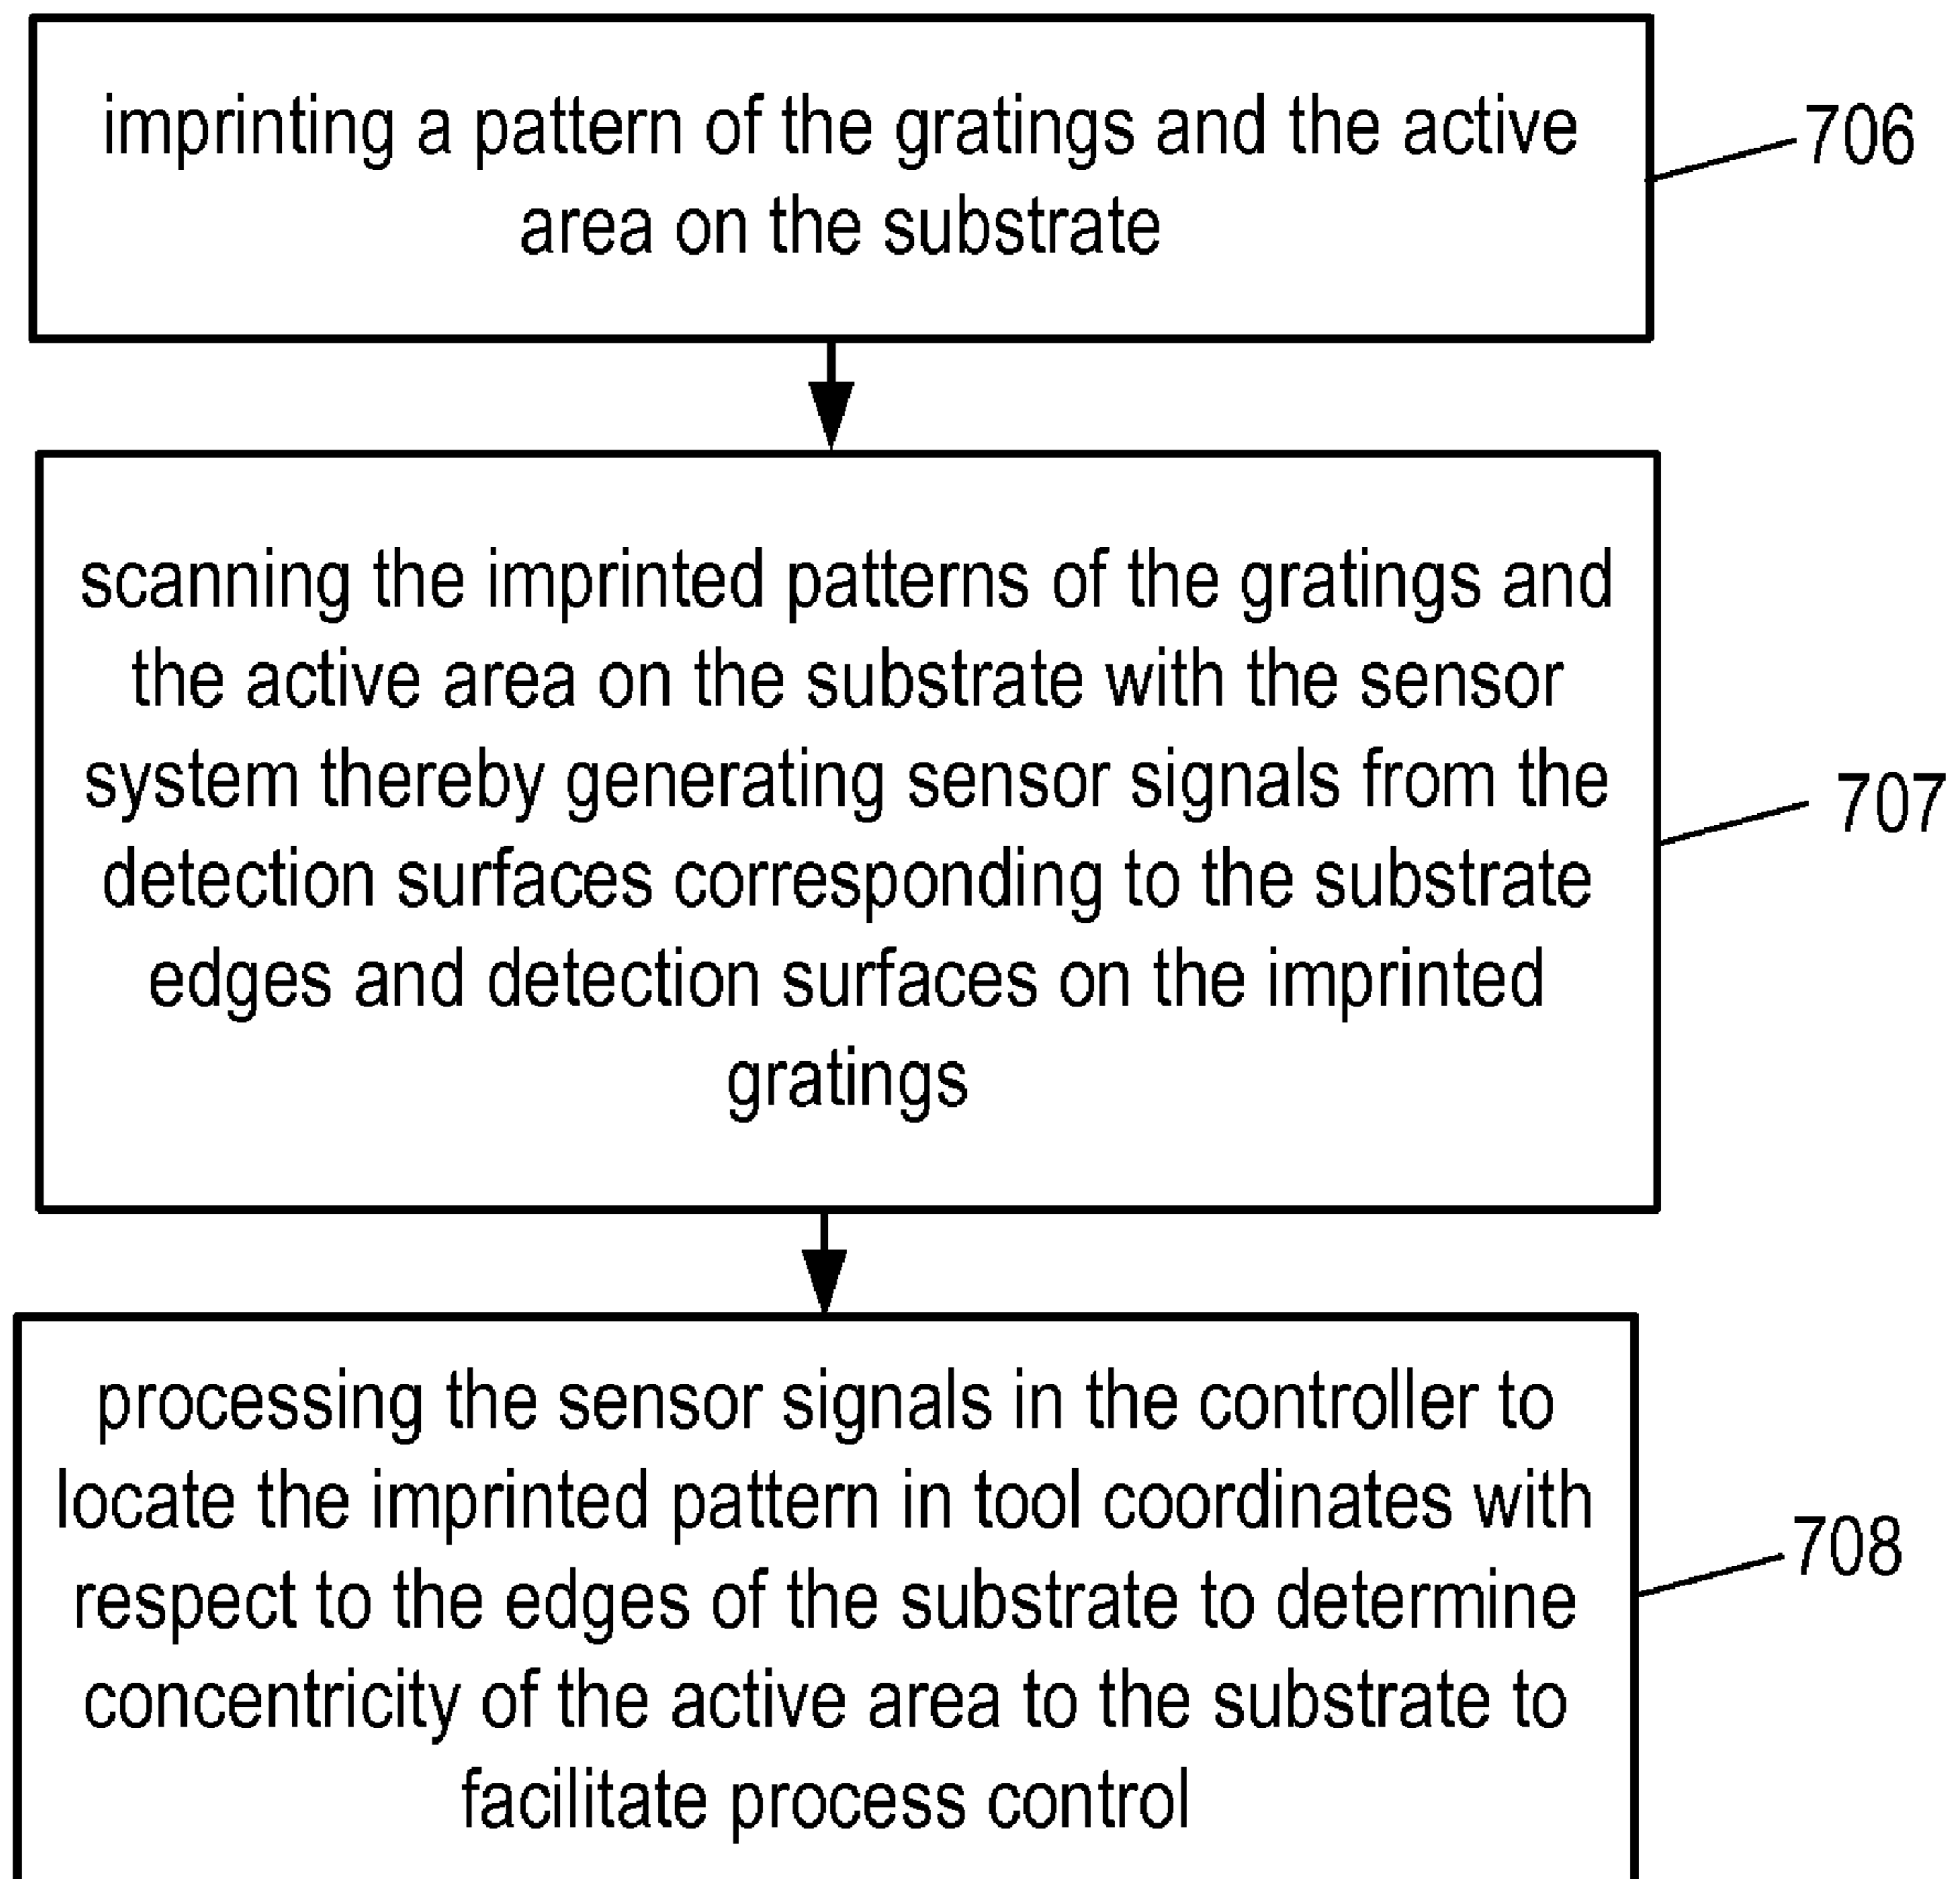 imprinting a pattern of the gratings and the active
area on the substrate
706
scanning the imprinted patterns of the gratings and
the active area on the substrate with the sensor
system thereby generating sensor signals from the
detection surfaces corresponding to the substrate
edges and detection surfaces on the imprinted
gratings
707
processing the sensor signals in the controller to
locate the imprinted pattern in tool coordinates with
respect to the edges of the substrate to determine
concentricity of the active area to the substrate to
facilitate process control
708